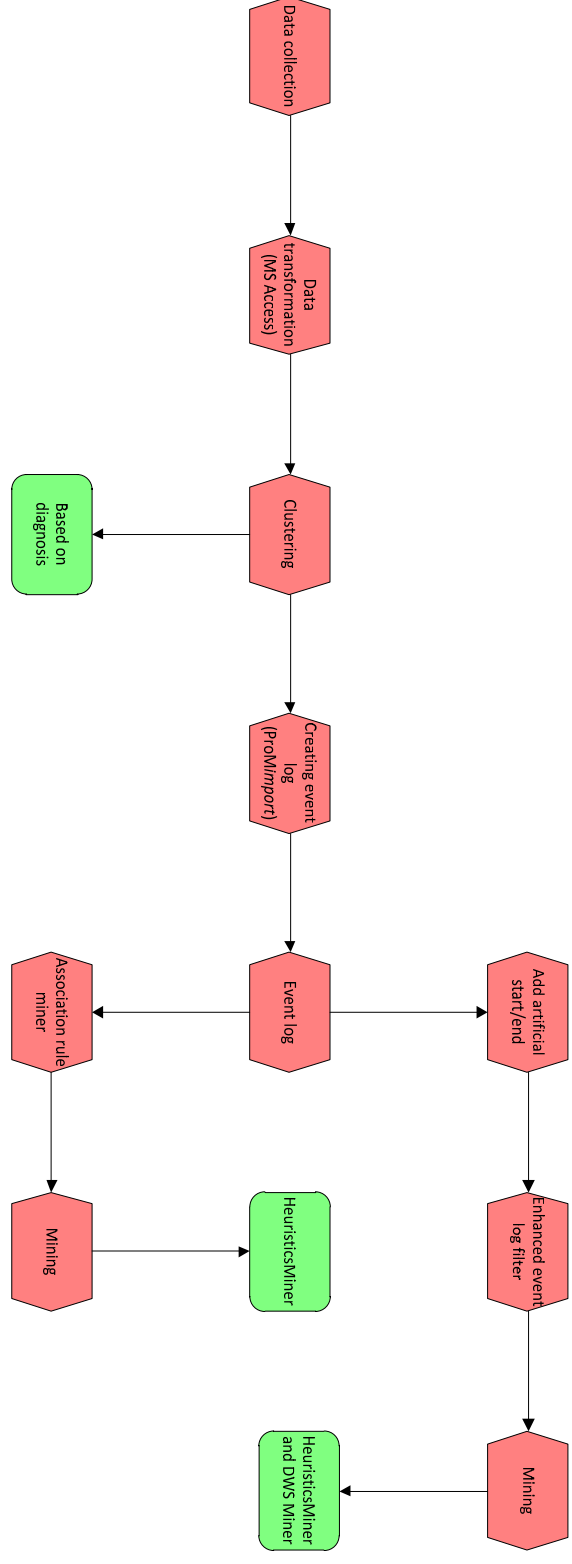 Data collection
Data
transformation
(MS Access)
Clustering
Based on
diagnosis
Creating event
log
(ProMimport)
Event log
Add artificial
start/end
Enhanced event
log filter
Mining
HeuristicsMiner
and DWS Miner
Association rule
miner
Mining
HeuristicsMiner